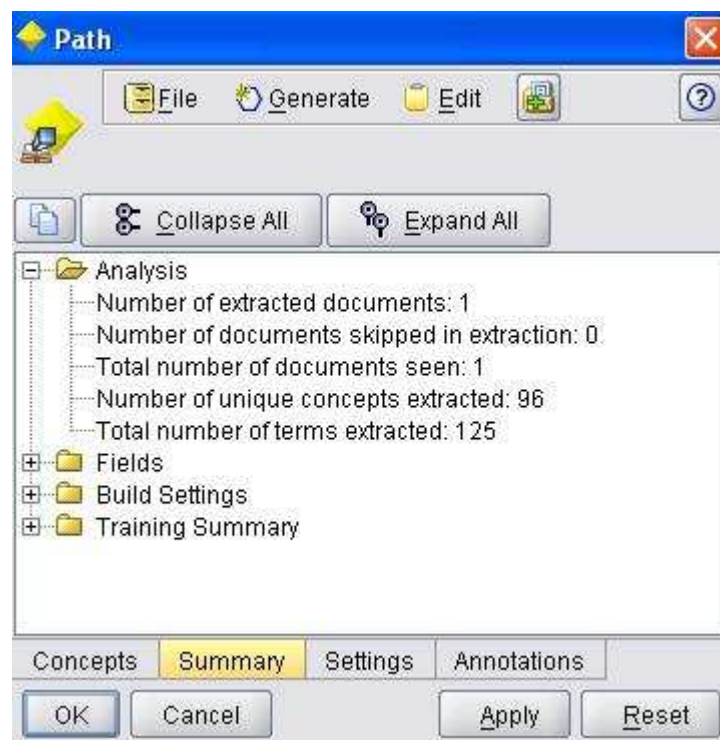 Path
File Generate Edit
Collapse All Expand All
Analysis
Number of extracted documents: 1
Number of documents skipped in extraction: 0
Total number of documents seen: 1
Number of unique concepts extracted: 96
Total number of terms extracted: 125
Fields
Build Settings
Training Summary
Concepts Summary Settings Annotations
OK Cancel Apply Reset